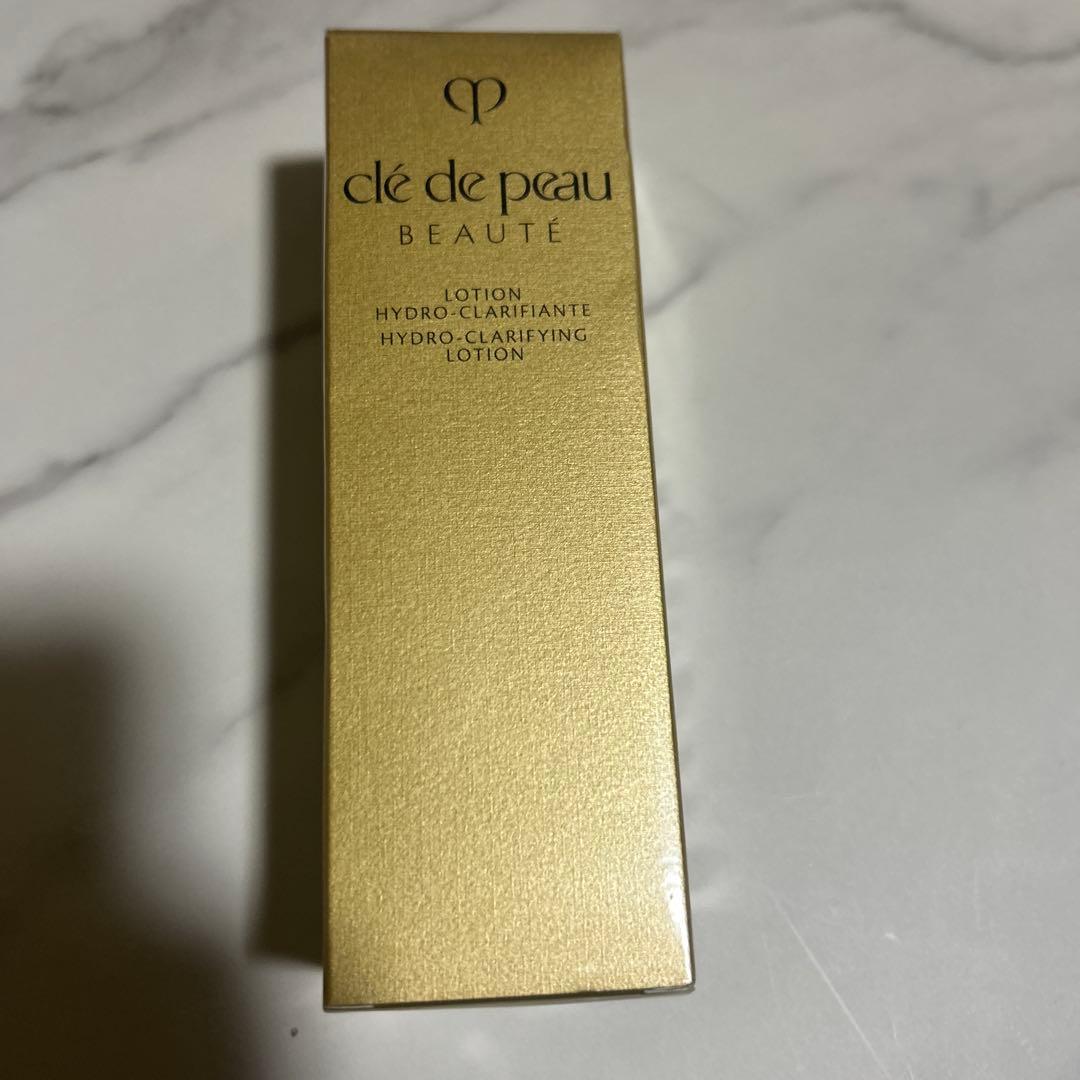 clé de peau
BEAUTÉ
LOTION
HYDRO-CLARIFIANTE
HYDRO-CLARIFYING
LOTION